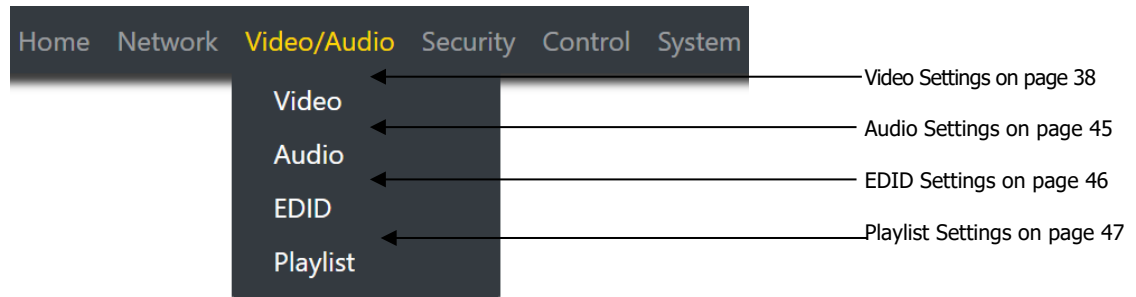 Home Network Video/Audio Security Control System
Video Settings on page 38
Video
Audio Settings on page 45
Audio
EDID Settings on page 46
EDID
Playlist Settings on page 47
Playlist